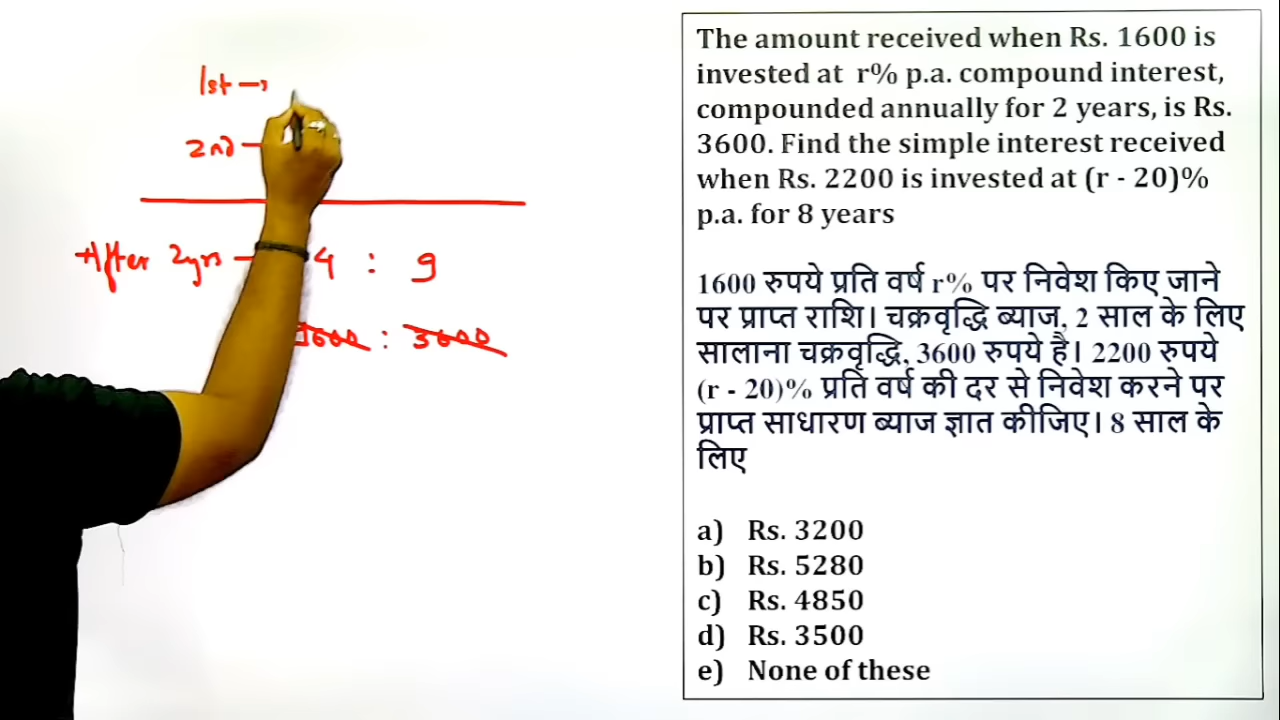 1st →
2nd –
After 2yrs – 4 : 9
1600 : 3600
The amount received when Rs. 1600 is
invested at r% p.a. compound interest,
compounded annually for 2 years, is Rs.
3600. Find the simple interest received
when Rs. 2200 is invested at (r - 20)%
p.a. for 8 years
1600 रुपये प्रति वर्ष r% पर निवेश किए जाने
पर प्राप्त राशि। चक्रवृद्धि ब्याज, 2 साल के लिए
सालाना चक्रवृद्धि, 3600 रुपये है। 2200 रुपये
(r - 20)% प्रति वर्ष की दर से निवेश करने पर
प्राप्त साधारण ब्याज ज्ञात कीजिए। 8 साल के
लिए
a) Rs. 3200
b) Rs. 5280
c) Rs. 4850
d) Rs. 3500
e) None of these